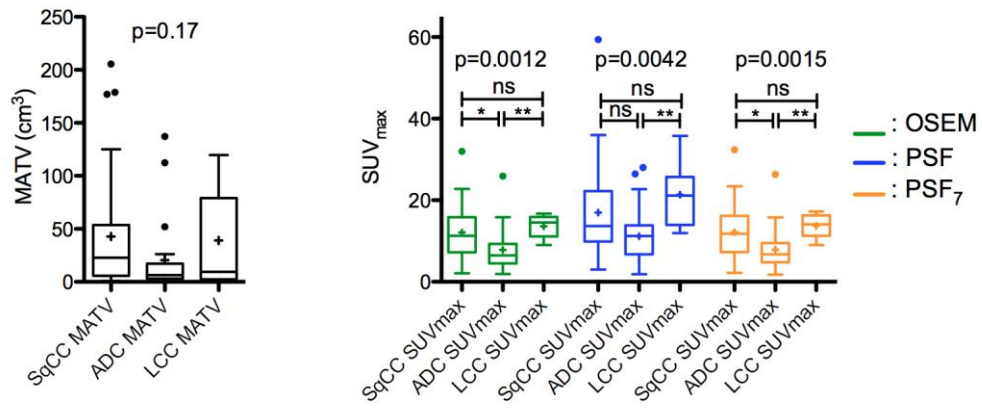 250
200
150
100
50
0
MATV (cm³)
p=0.17
SqCC MATV
ADC MATV
LCC MATV
60
40
20
0
SUVmax
p=0.0012
ns
* **
p=0.0042
ns
ns **
p=0.0015
ns
* **
SqCC SUVmax
ADC SUVmax
LCC SUVmax
SqCC SUVmax
ADC SUVmax
LCC SUVmax
SqCC SUVmax
ADC SUVmax
LCC SUVmax
: OSEM
: PSF
: PSF₇